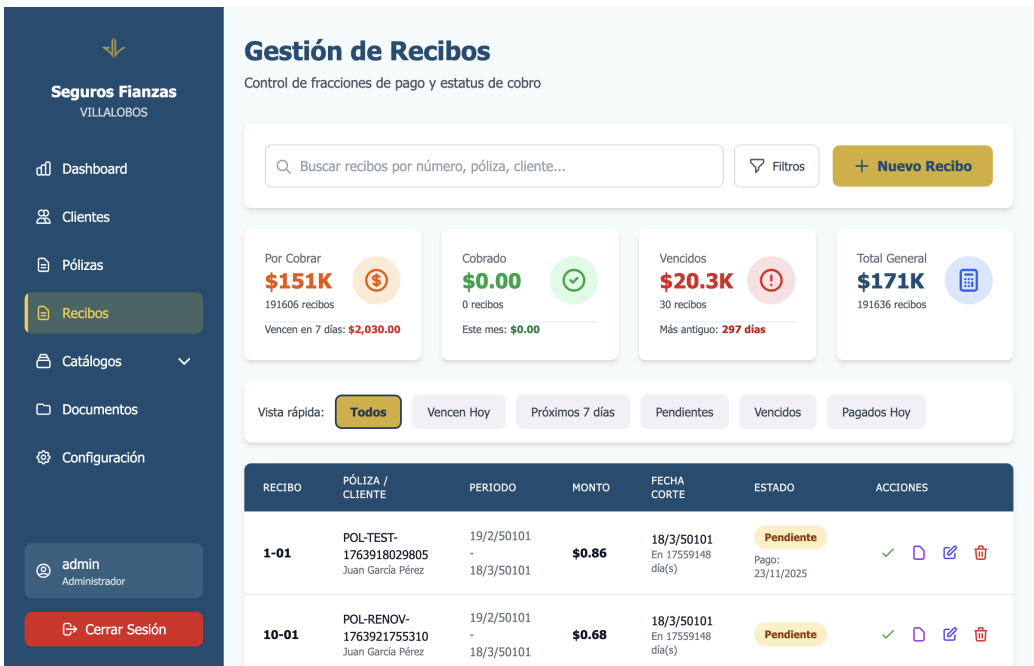 Seguros Fianzas
VILLALOBOS
Dashboard
Clientes
Pólizas
Recibos
Catálogos
Documentos
Configuración
admin
Administrador
Cerrar Sesión
Gestión de Recibos
Control de fracciones de pago y estatus de cobro
Buscar recibos por número, póliza, cliente...
Filtros
+ Nuevo Recibo
Por Cobrar
$151K
191606 recibos
Vencen en 7 días: $2,030.00
Cobrado
$0.00
0 recibos
Este mes: $0.00
Vencidos
$20.3K
30 recibos
Más antiguo: 297 días
Total General
$171K
191636 recibos
Vista rápida:
Todos
Vencen Hoy
Próximos 7 días
Pendientes
Vencidos
Pagados Hoy
RECIBO
PÓLIZA /
CLIENTE
PERIODO
MONTO
FECHA
CORTE
ESTADO
ACCIONES
1-01
POL-TEST-
1763918029805
Juan García Pérez
19/2/50101
-
18/3/50101
$0.86
18/3/50101
En 17559148
día(s)
Pendiente
Pago:
23/11/2025
10-01
POL-RENOV-
1763921755310
Juan García Pérez
19/2/50101
-
18/3/50101
$0.68
18/3/50101
En 17559148
día(s)
Pendiente